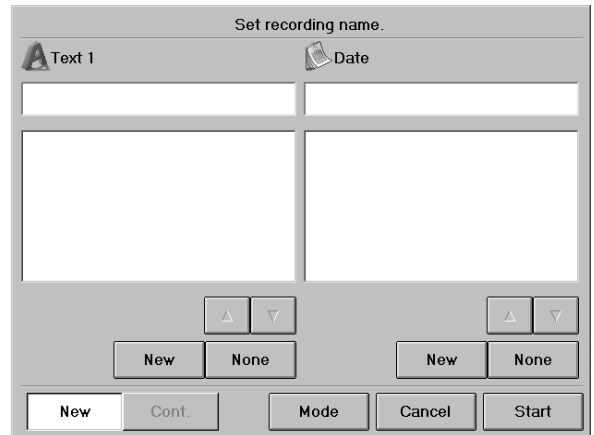 Set recording name.
Text 1 Date
New None New None
New Cont. Mode Cancel Start